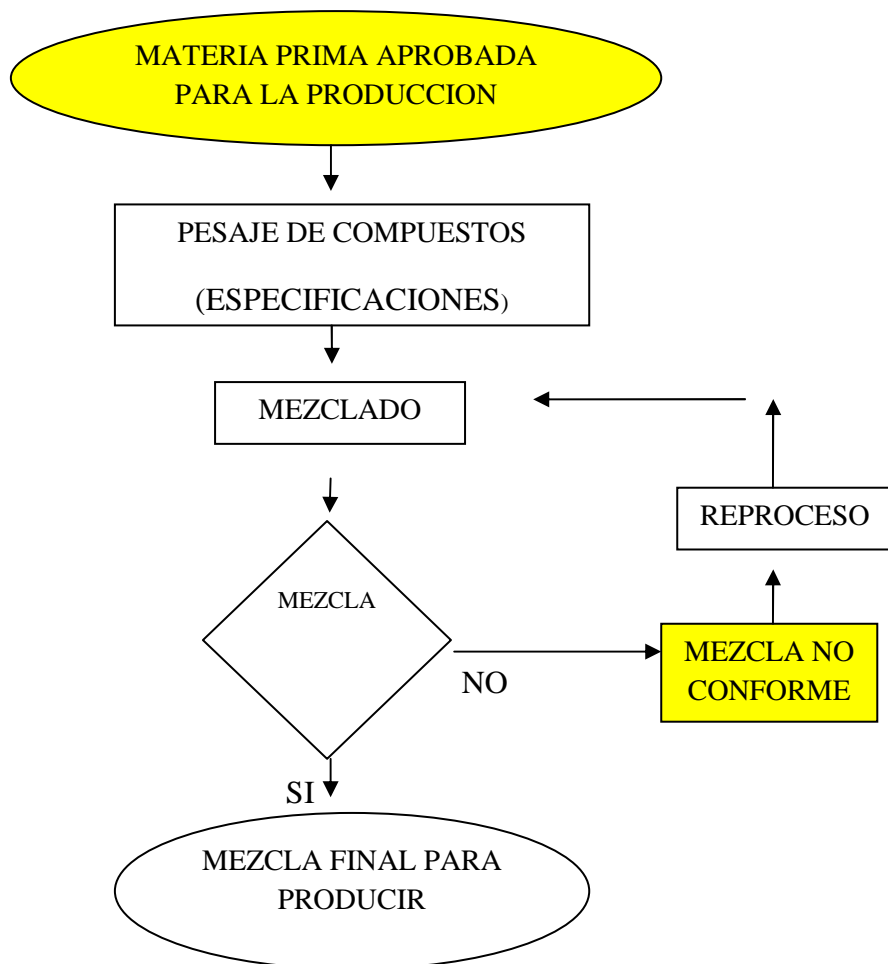 MATERIA PRIMA APROBADA
PARA LA PRODUCCION
PESAJE DE COMPUESTOS
(ESPECIFICACIONES)
MEZCLADO
REPROCESO
MEZCLA
NO
MEZCLA NO
CONFORME
SI
MEZCLA FINAL PARA
PRODUCIR